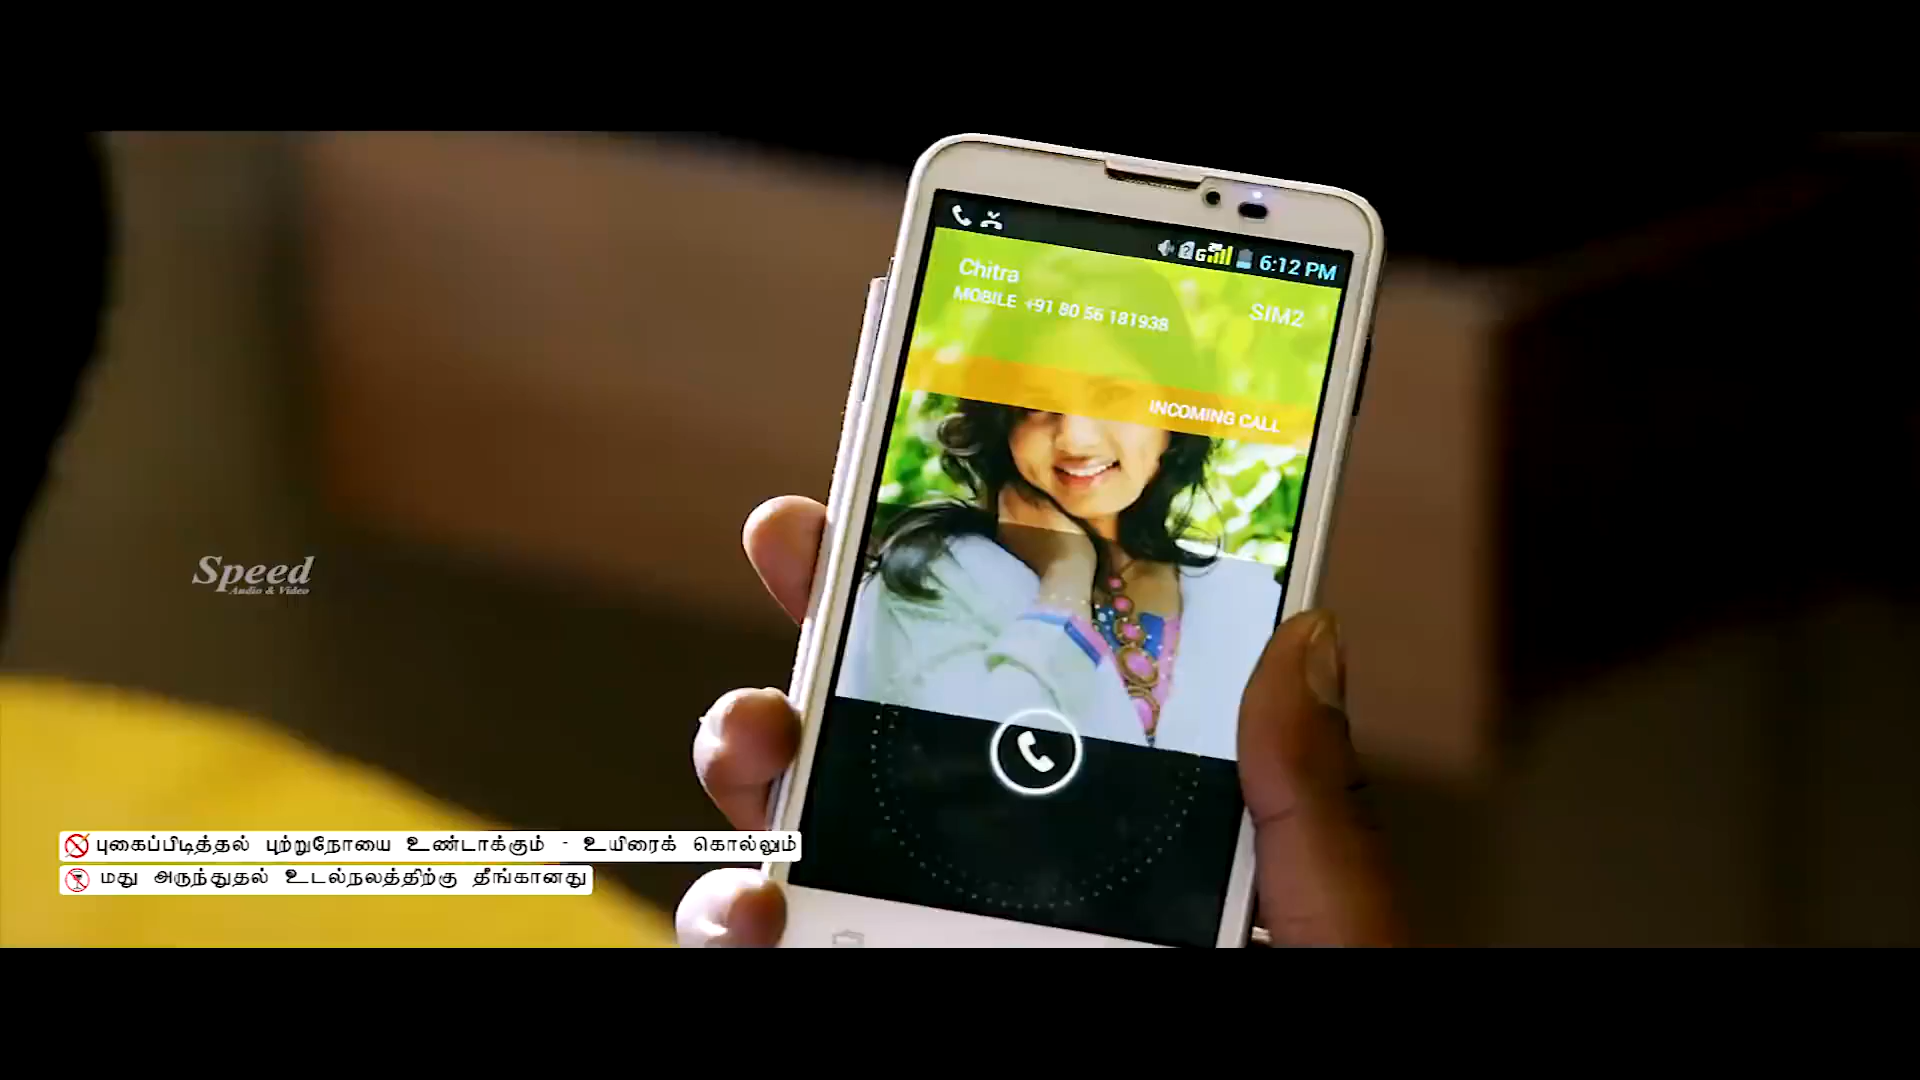 6:12 PM
Chitra
SIM2
MOBILE +91 80 56 181938
INCOMING CALL
Speed
Audio & Video
புகைப்பிடித்தல் புற்றுநோயை உண்டாக்கும் - உயிரைக் கொல்லும்
மது அருந்துதல் உடல்நலத்திற்கு தீங்கானது